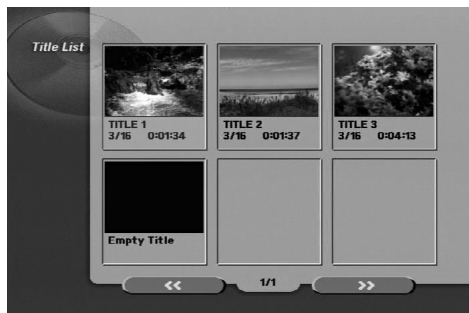 Title List
TITLE 1
3/16 0:01:34
TITLE 2
3/16 0:01:37
TITLE 3
3/16 0:04:13
Empty Title
<< 1/1 >>